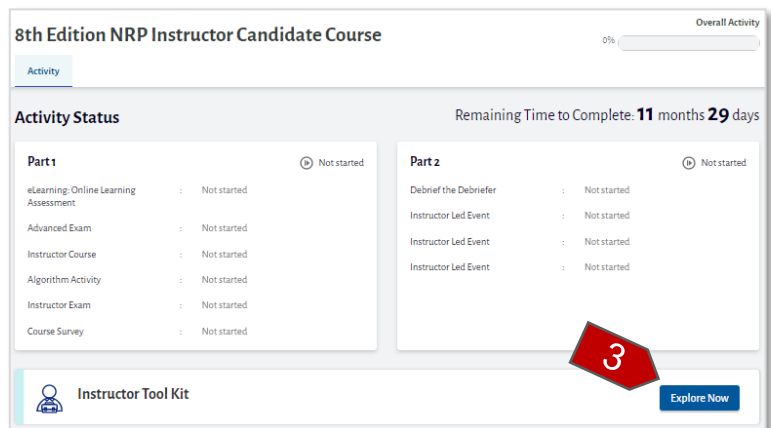 8th Edition NRP Instructor Candidate Course
Overall Activity
0%
Activity
Activity Status
Remaining Time to Complete: 11 months 29 days
Part 1
Not started
eLearning: Online Learning Assessment : Not started
Advanced Exam : Not started
Instructor Course : Not started
Algorithm Activity : Not started
Instructor Exam : Not started
Course Survey : Not started
Part 2
Not started
Debrief the Debriefer : Not started
Instructor Led Event : Not started
Instructor Led Event : Not started
Instructor Led Event : Not started
3
Instructor Tool Kit
Explore Now